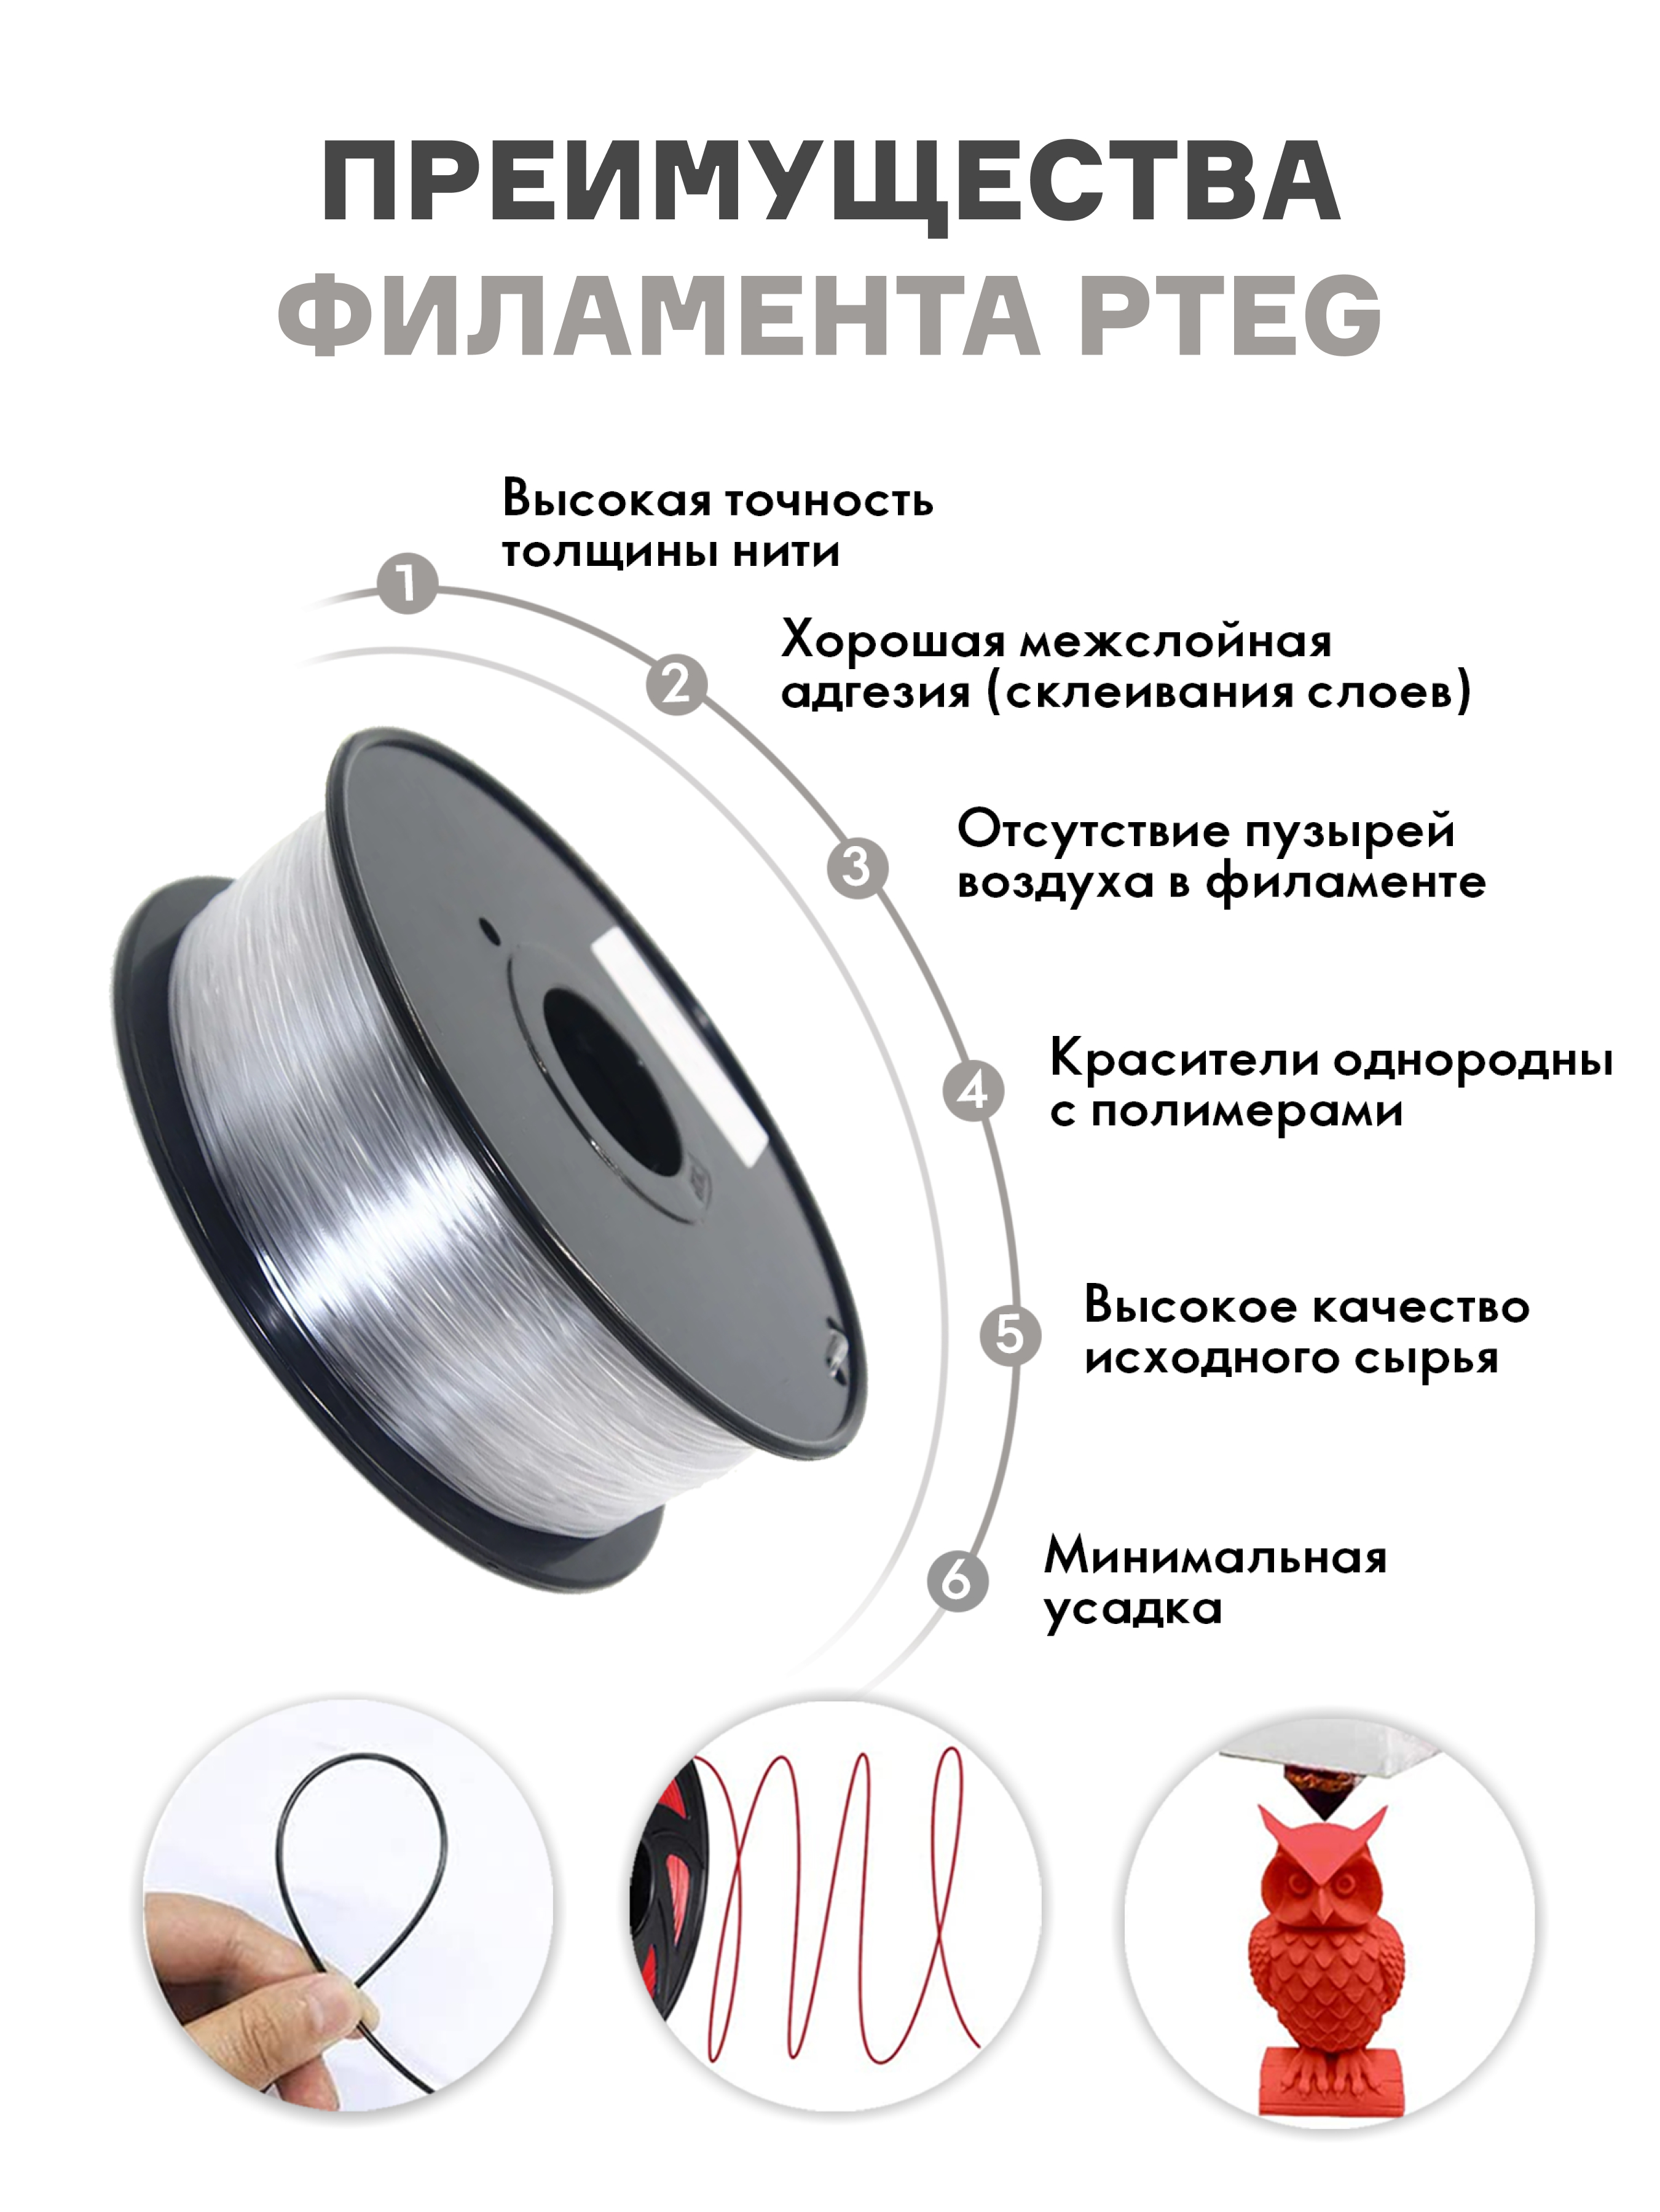 ПРЕИМУЩЕСТВА
ФИЛАМЕНТА PTEG
1
Высокая точность
толщины нити
2
Хорошая межслойная
адгезия (склеивания слоев)
3
Отсутствие пузырей
воздуха в филаменте
4
Красители однородны
с полимерами
5
Высокое качество
исходного сырья
6
Минимальная
усадка